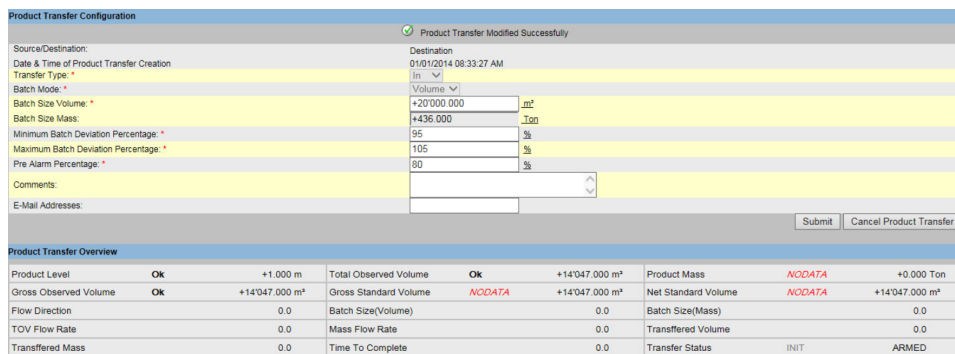 Product Transfer Configuration
Product Transfer Modified Successfully
Source/Destination: Destination
Date & Time of Product Transfer Creation 01/01/2014 08:33:27 AM
Transfer Type: * In
Batch Mode: * Volume
Batch Size Volume: * +20'000.000 m³
Batch Size Mass: +436.000 Ton
Minimum Batch Deviation Percentage: * 95 %
Maximum Batch Deviation Percentage: * 105 %
Pre Alarm Percentage: * 80 %
Comments:
E-Mail Addresses:
Submit Cancel Product Transfer
Product Transfer Overview
Product Level Ok +1.000 m Total Observed Volume Ok +14'047.000 m³ Product Mass NODATA +0.000 Ton
Gross Observed Volume Ok +14'047.000 m³ Gross Standard Volume NODATA +14'047.000 m³ Net Standard Volume NODATA +14'047.000 m³
Flow Direction 0.0 Batch Size(Volume) 0.0 Batch Size(Mass) 0.0
TOV Flow Rate 0.0 Mass Flow Rate 0.0 Transffered Volume 0.0
Transffered Mass 0.0 Time To Complete 0.0 Transfer Status INIT ARMED